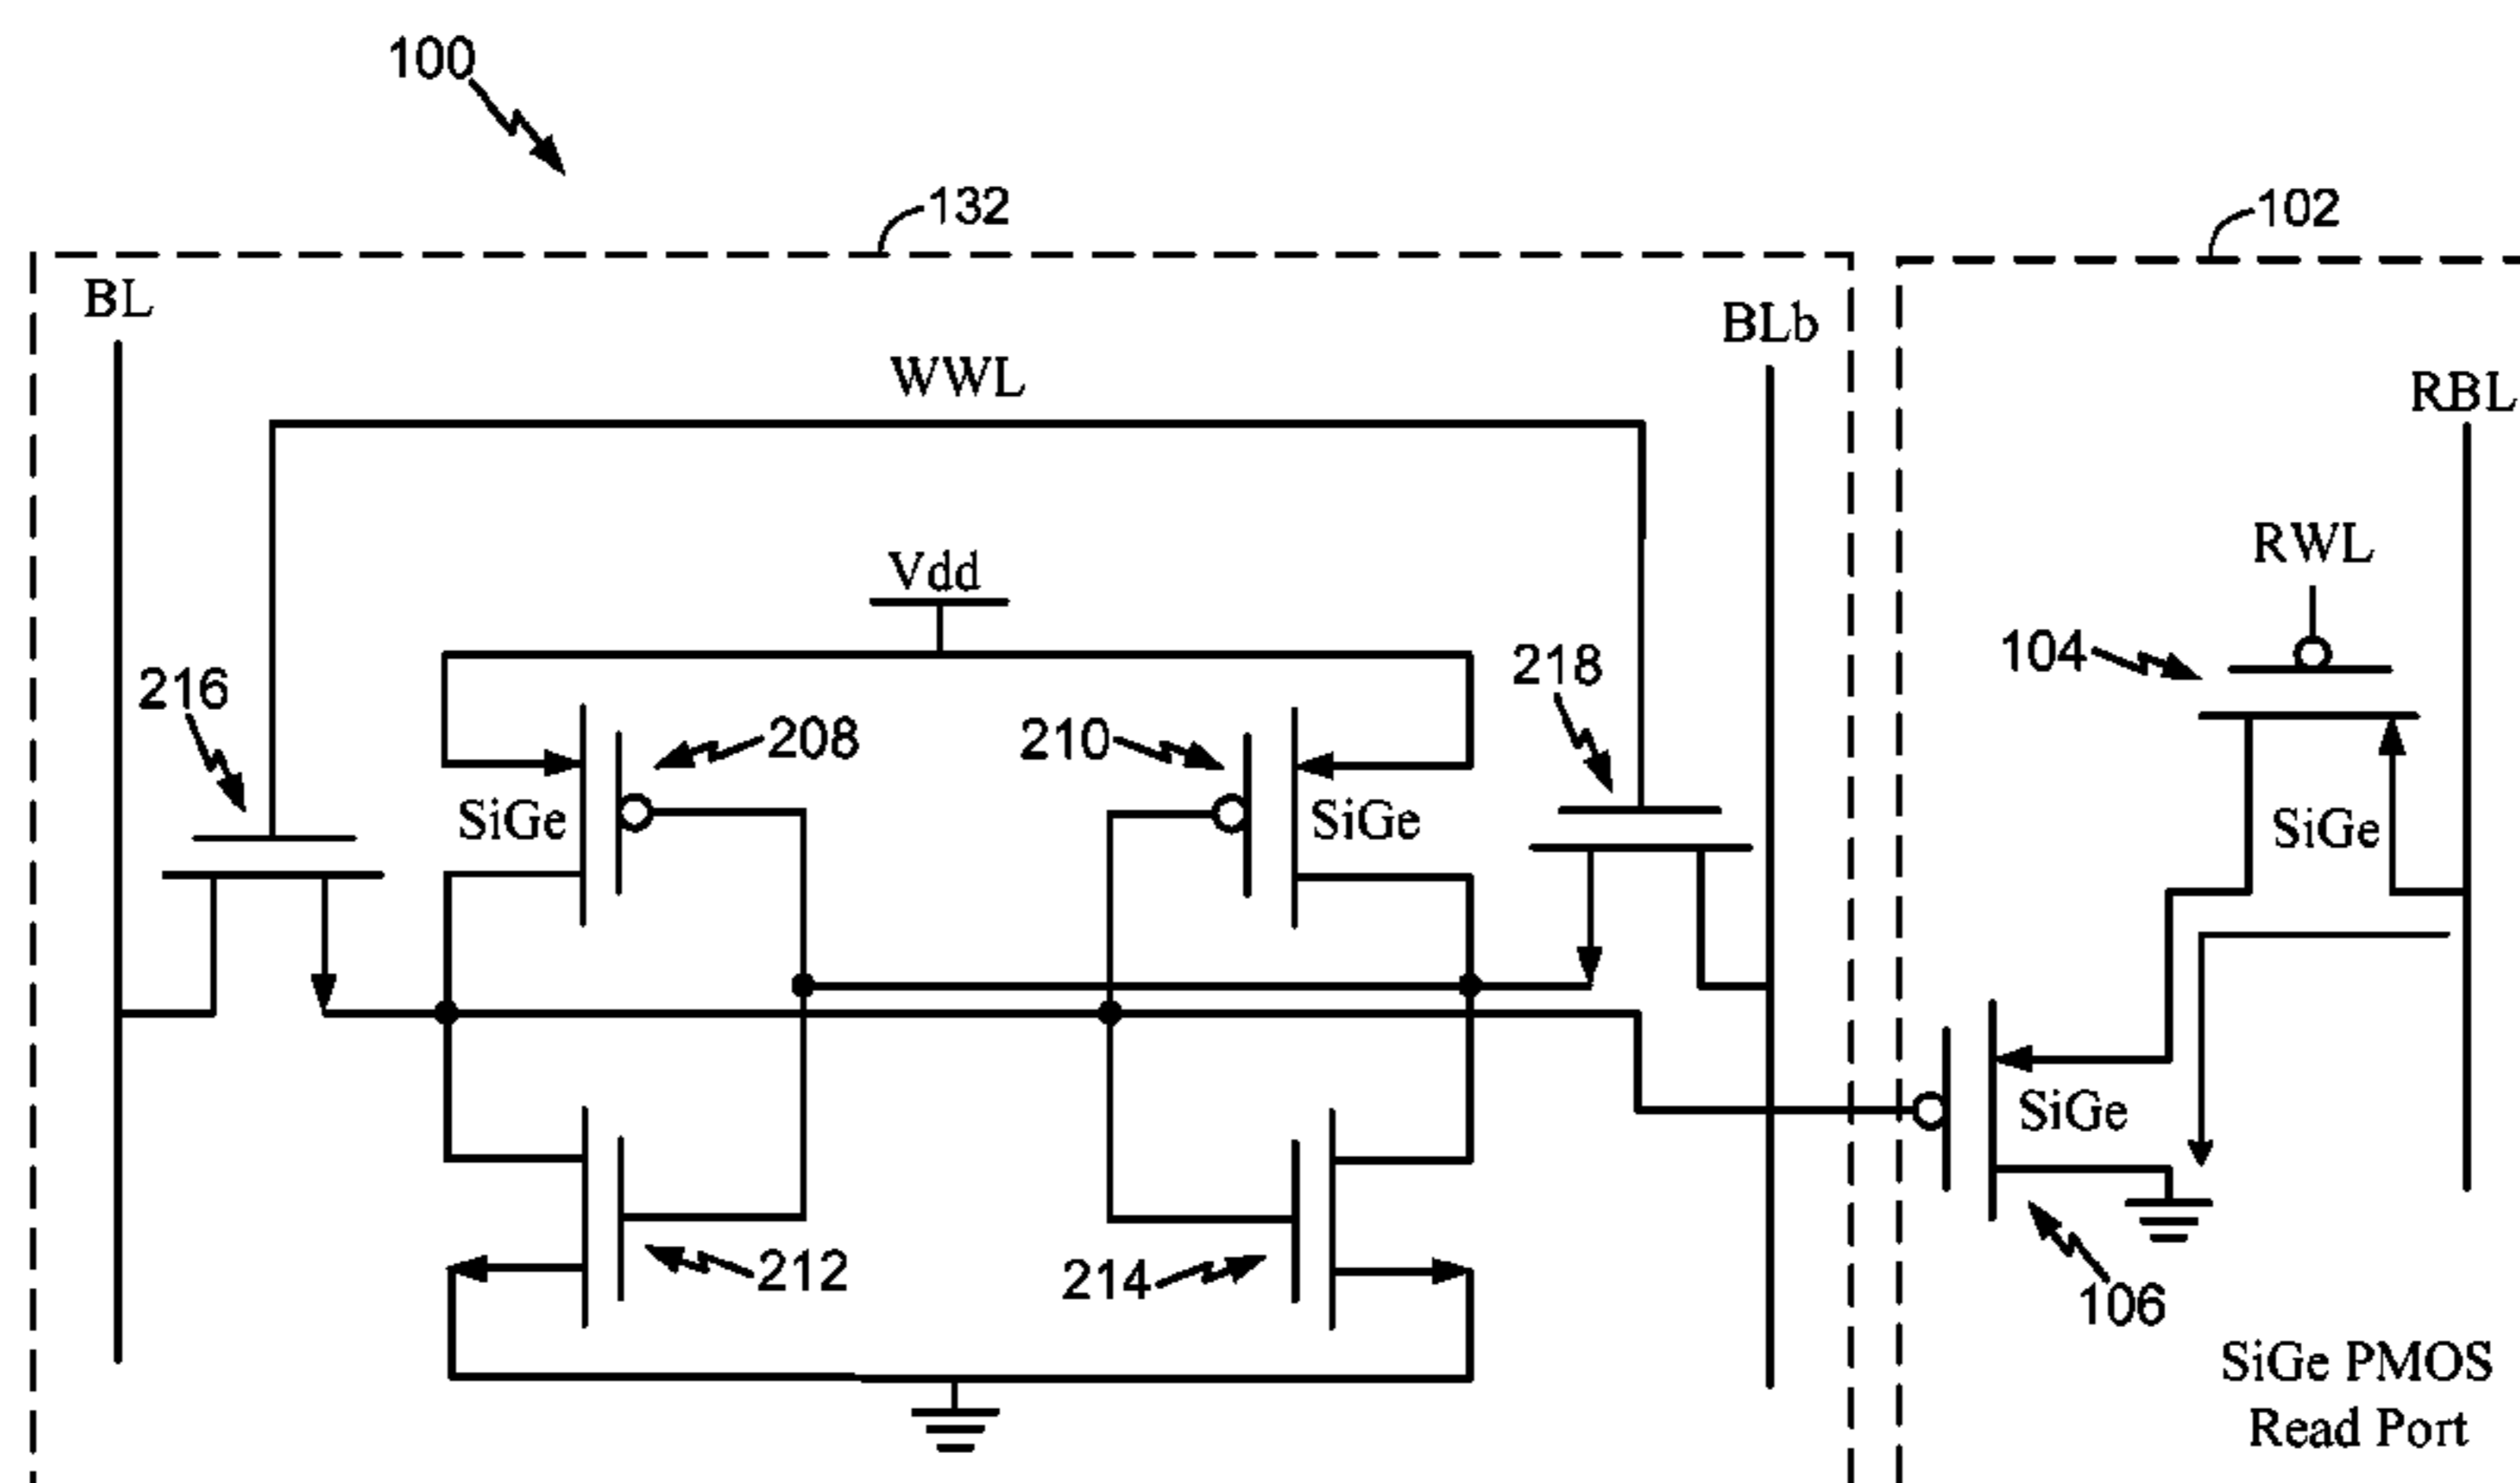 100
132
102
BL
BLb
WWL
RBL
RWL
Vdd
104
218
216
208
210
SiGe
SiGe
SiGe
SiGe
212
214
106
SiGe PMOS
Read Port